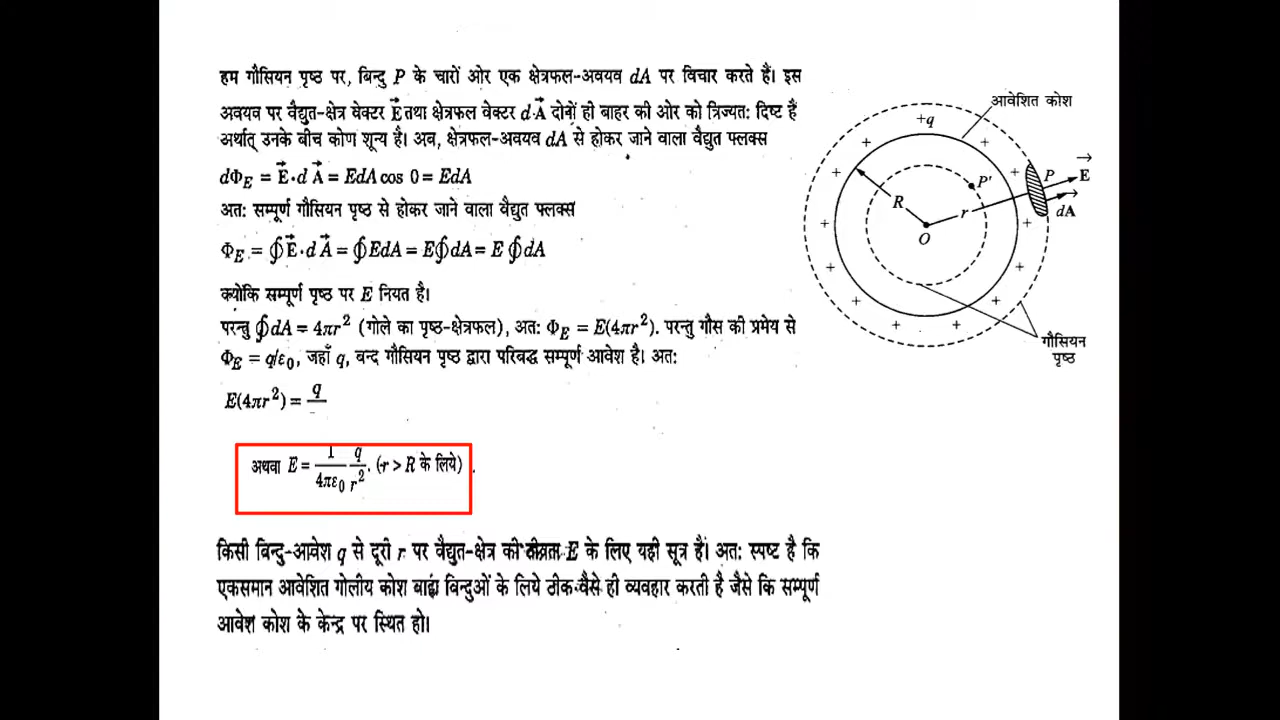 हम गौसियन पृष्ठ पर, बिन्दु P के चारों ओर एक क्षेत्रफल-अवयव dA पर विचार करते हैं। इस
अवयव पर वैद्युत-क्षेत्र वेक्टर E⃗ तथा क्षेत्रफल वेक्टर dA⃗ दोनों ही बाहर की ओर को त्रिज्यत: दिष्ट हैं
अर्थात् उनके बीच कोण शून्य है। अब, क्षेत्रफल-अवयव dA से होकर जाने वाला वैद्युत फ्लक्स
dΦ_E = E⃗·dA⃗ = EdA cos 0 = EdA
अत: सम्पूर्ण गौसियन पृष्ठ से होकर जाने वाला वैद्युत फ्लक्स
Φ_E = ∮E⃗·dA⃗ = ∮EdA = E∮dA = E ∮dA
क्योंकि सम्पूर्ण पृष्ठ पर E नियत है।
परन्तु ∮dA = 4πr² (गोले का पृष्ठ-क्षेत्रफल), अत: Φ_E = E(4πr²). परन्तु गौस की प्रमेय से
Φ_E = q/ε₀, जहाँ q, बन्द गौसियन पृष्ठ द्वारा परिबद्ध सम्पूर्ण आवेश है। अत:
E(4πr²) = q
अथवा E = 1/4πε₀ q/r². (r > R के लिये)
किसी बिन्दु-आवेश q से दूरी r पर वैद्युत-क्षेत्र की तीव्रता E के लिए यही सूत्र है। अत: स्पष्ट है कि
एकसमान आवेशित गोलीय कोश बाह्य बिन्दुओं के लिये ठीक वैसे ही व्यवहार करती है जैसे कि सम्पूर्ण
आवेश कोश के केन्द्र पर स्थित हो।
आवेशित कोश
+q
P'
P
E⃗
dA⃗
R
r
O
गौसियन
पृष्ठ